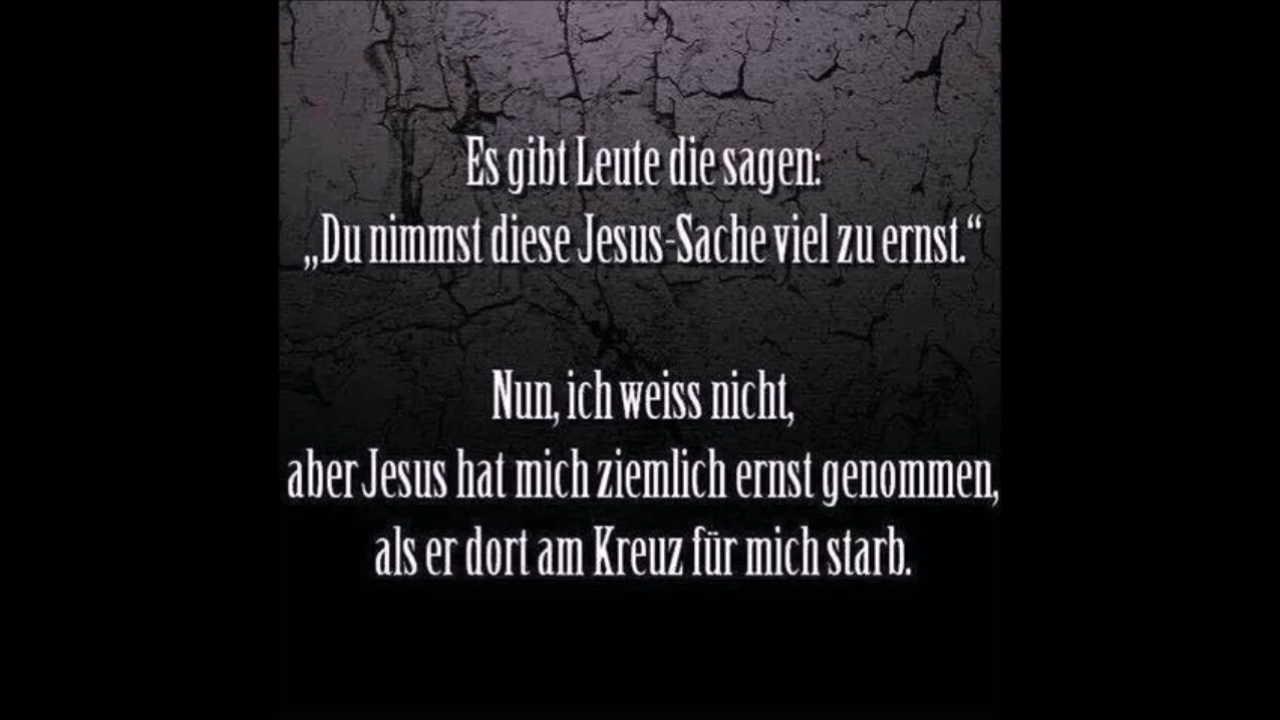 Es gibt Leute die sagen:
„Du nimmst diese Jesus-Sache viel zu ernst.“
Nun, ich weiss nicht,
aber Jesus hat mich ziemlich ernst genommen,
als er dort am Kreuz für mich starb.